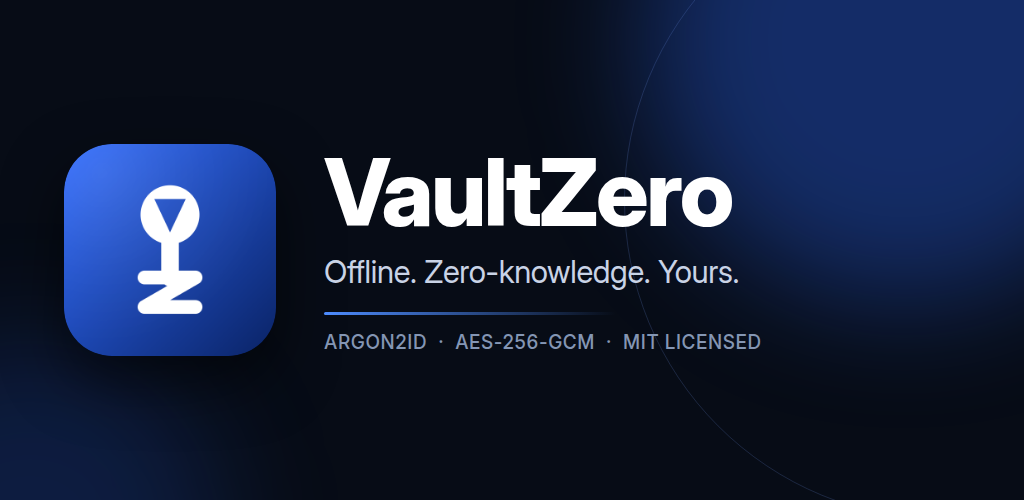 VaultZero
Offline. Zero-knowledge. Yours.
ARGON2ID · AES-256-GCM · MIT LICENSED